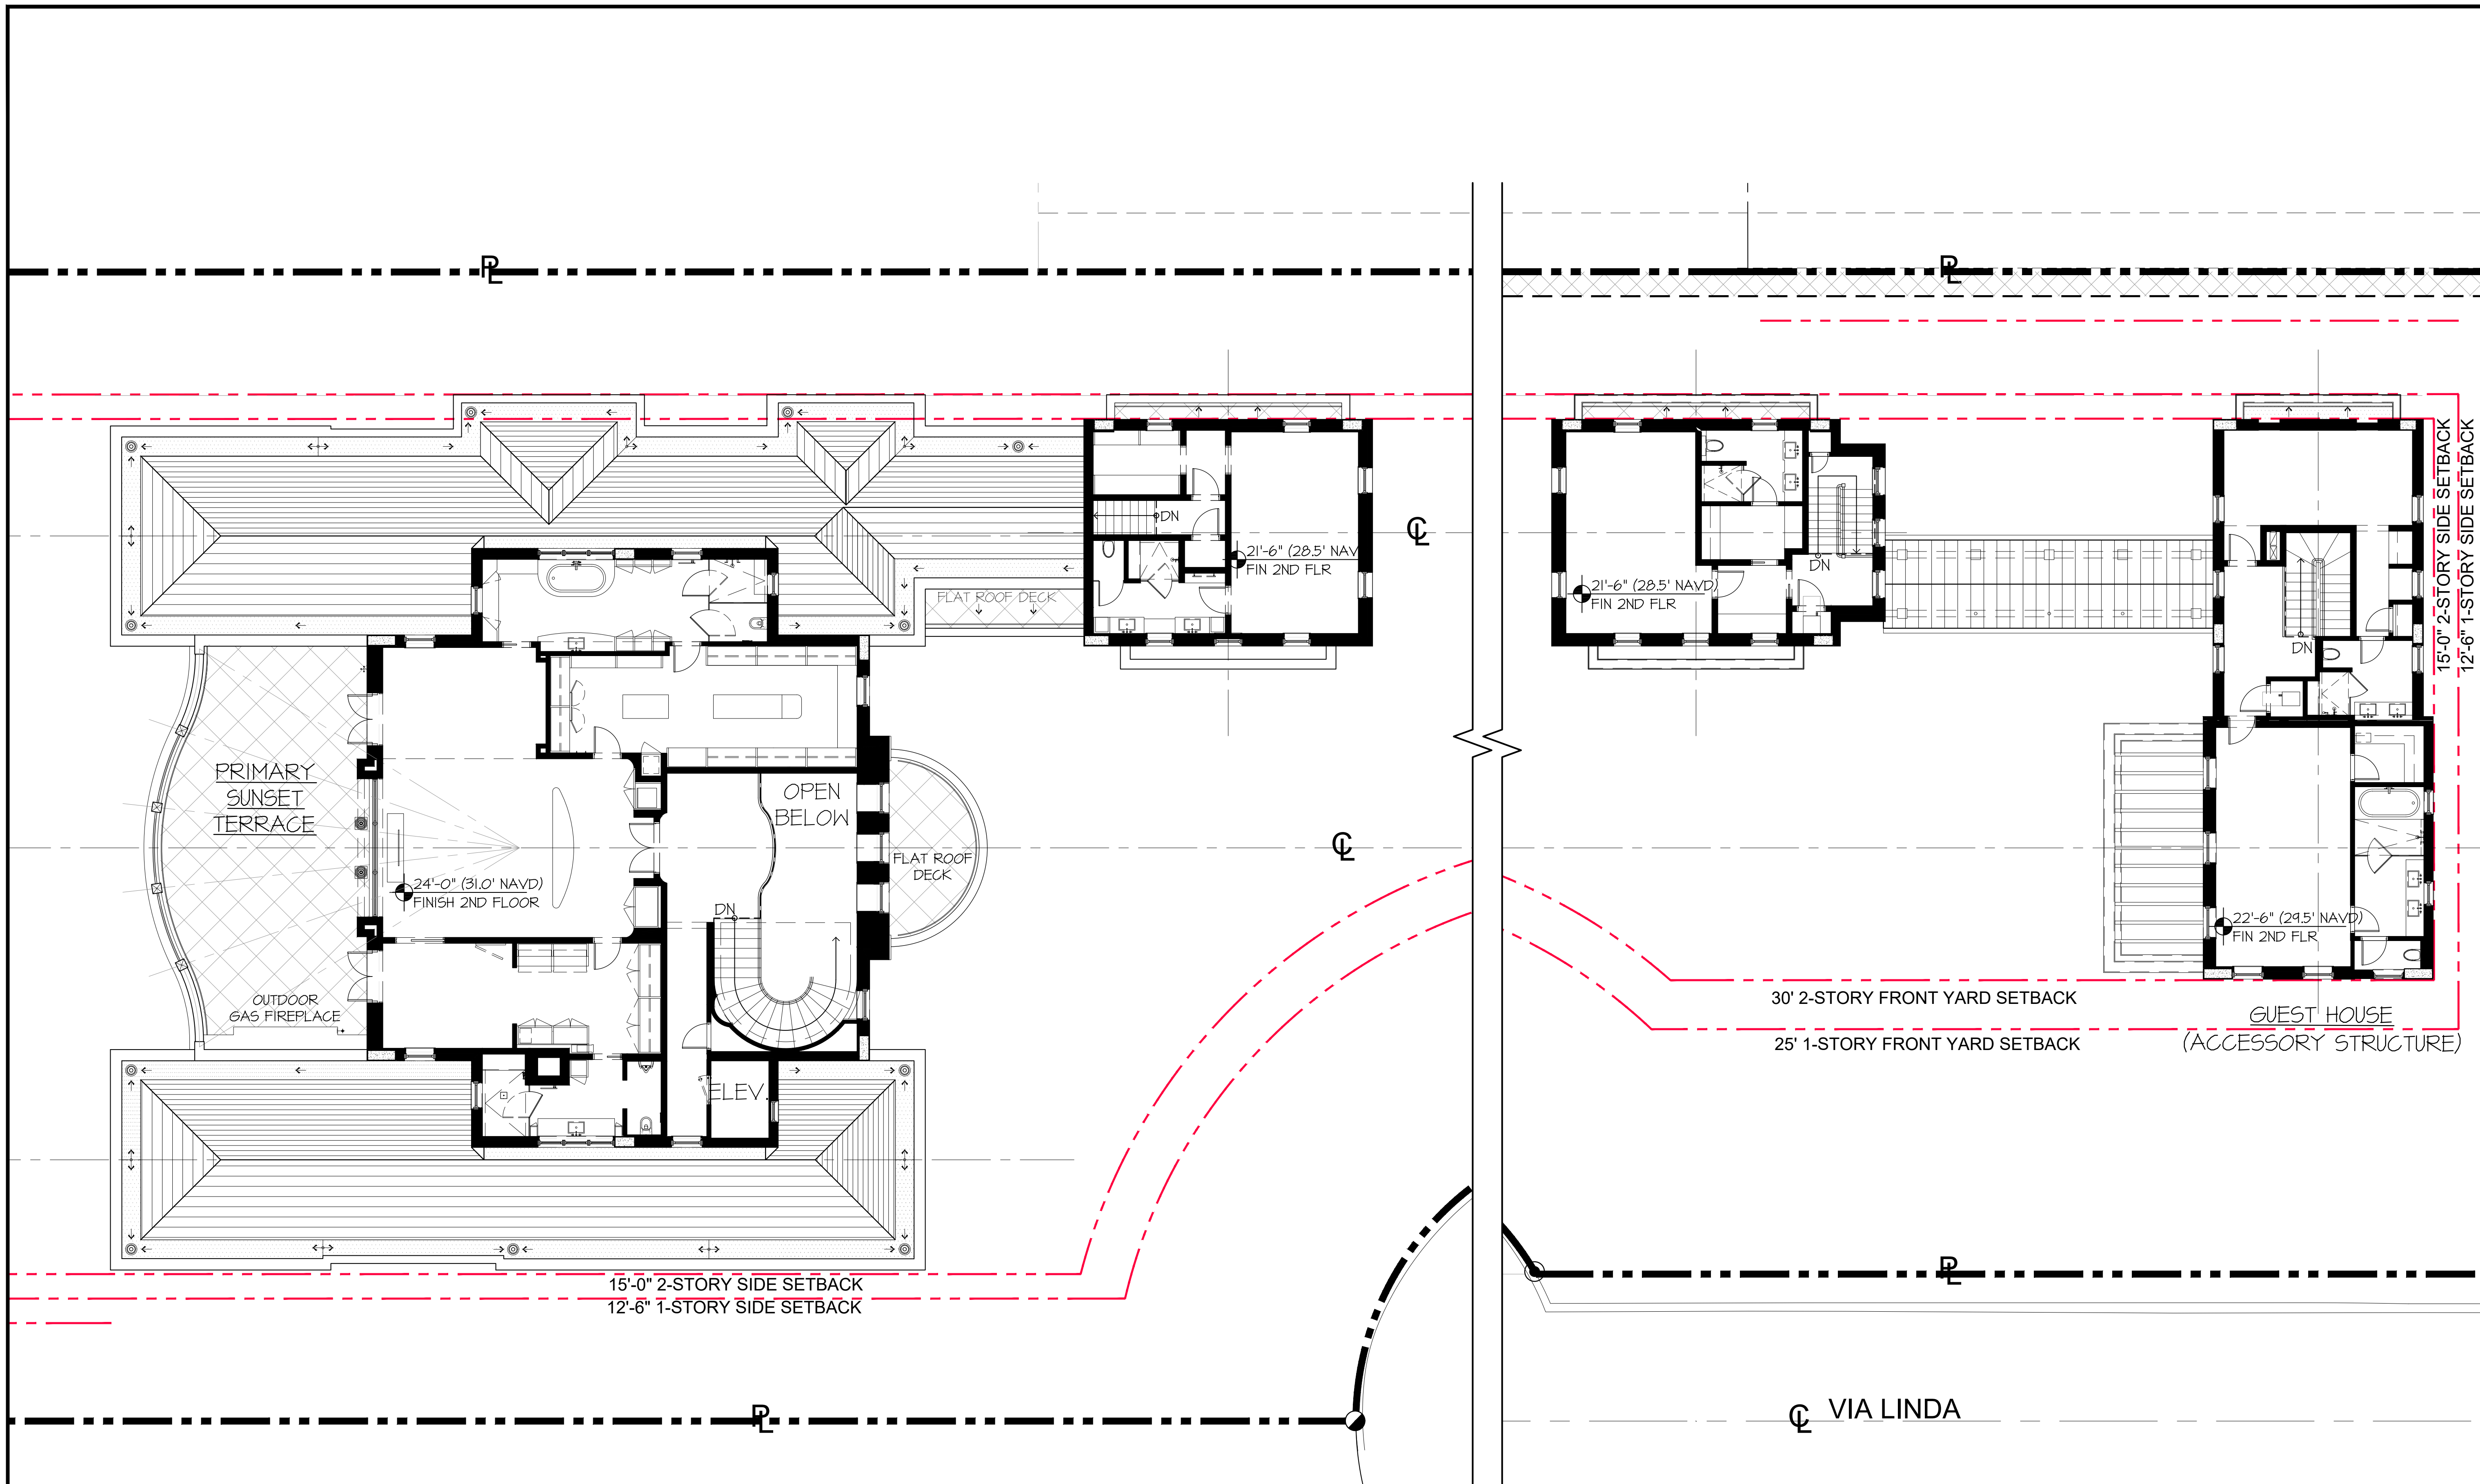 PL
PL
15'-0" 2-STORY SIDE SETBACK
12'-6" 1-STORY SIDE SETBACK
DN
CL
21'-6" (28.5' NAV
FIN 2ND FLR
DN
21'-6" (28.5' NAVD)
FIN 2ND FLR
FLAT ROOF DECK
DN
PRIMARY
SUNSET
TERRACE
OPEN
BELOW
CL
FLAT ROOF
DECK
24'-0" (31.0' NAVD)
FINISH 2ND FLOOR
DN
22'-6" (29.5' NAVD)
FIN 2ND FLR
OUTDOOR
GAS FIREPLACE
30' 2-STORY FRONT YARD SETBACK
GUEST HOUSE
25' 1-STORY FRONT YARD SETBACK
(ACCESSORY STRUCTURE)
ELEV.
PL
15'-0" 2-STORY SIDE SETBACK
12'-6" 1-STORY SIDE SETBACK
PL
CL VIA LINDA